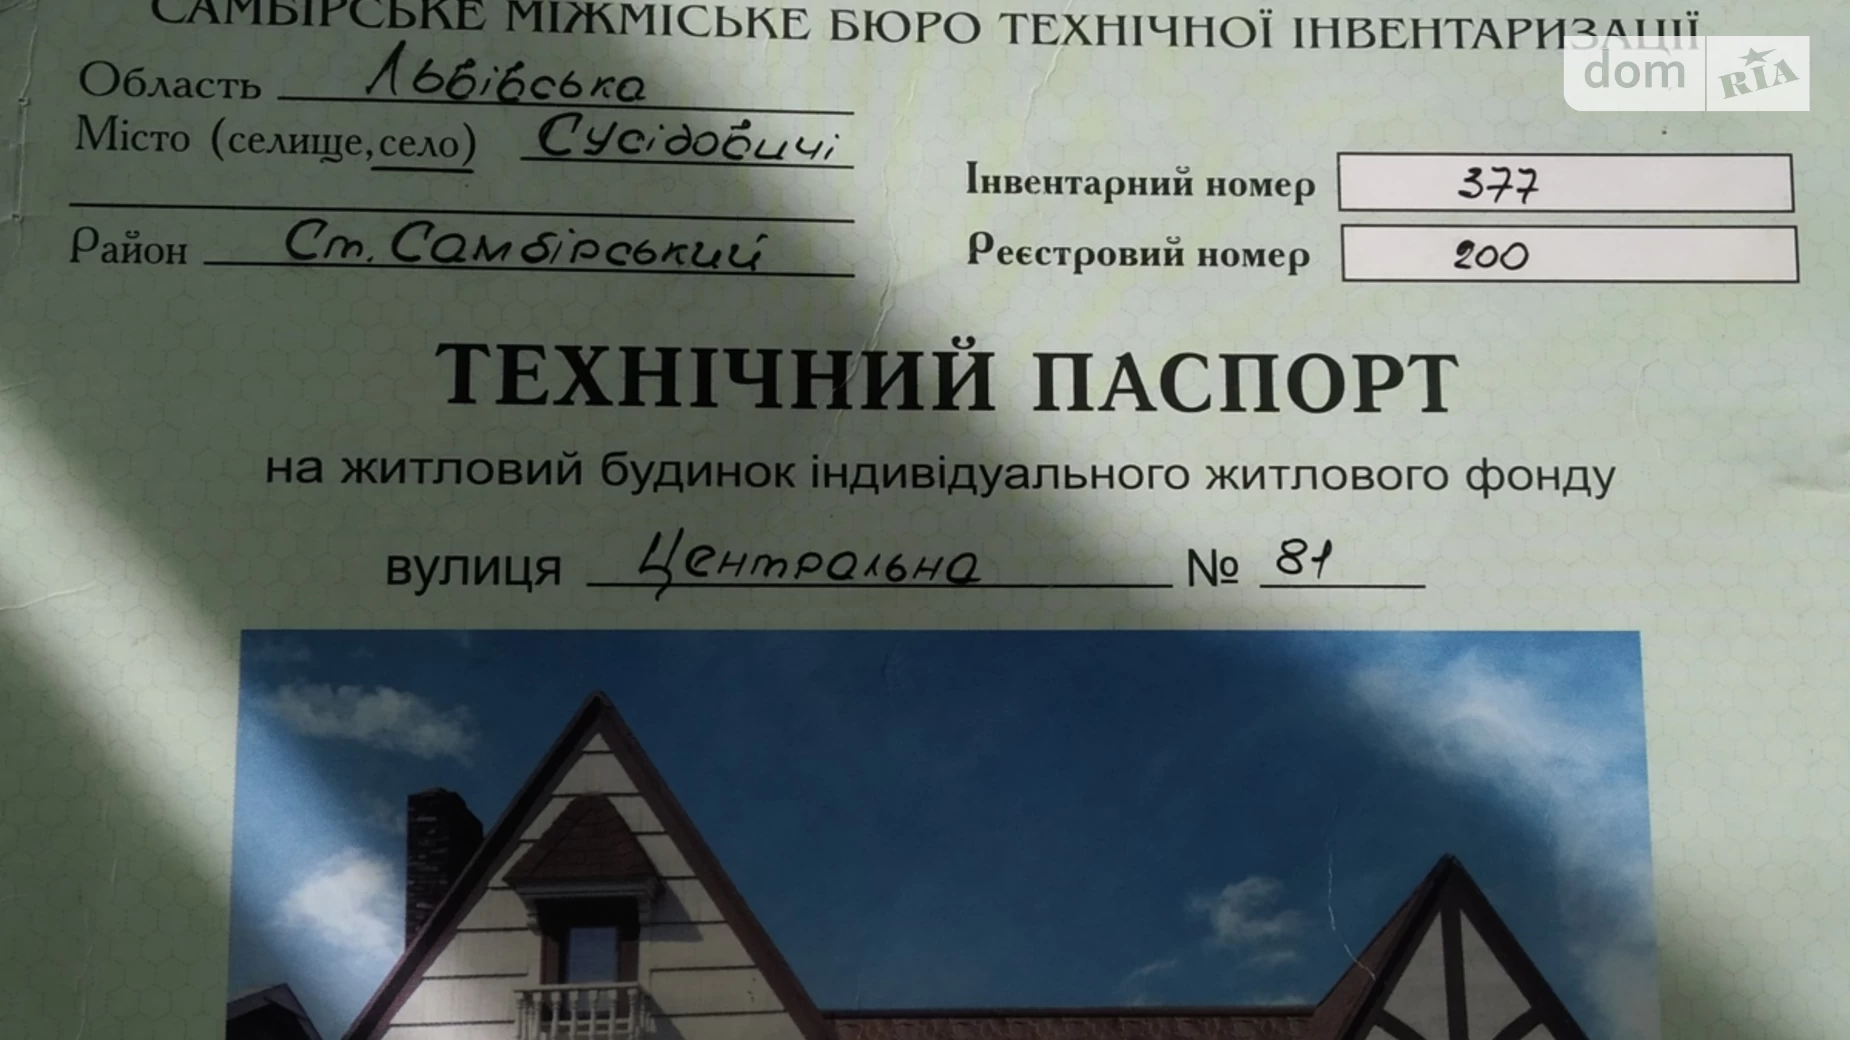 САМБІРСЬКЕ МІЖМІСЬКЕ БЮРО ТЕХНІЧНОЇ ІНВЕНТАРИЗАЦІЇ
dom RIA
Область Львівська
Місто (селище, село) Сусідовичі
Інвентарний номер 377
Район Ст. Самбірський
Реєстровий номер 200
ТЕХНІЧНИЙ ПАСПОРТ
на житловий будинок індивідуального житлового фонду
вулиця Центральна № 81